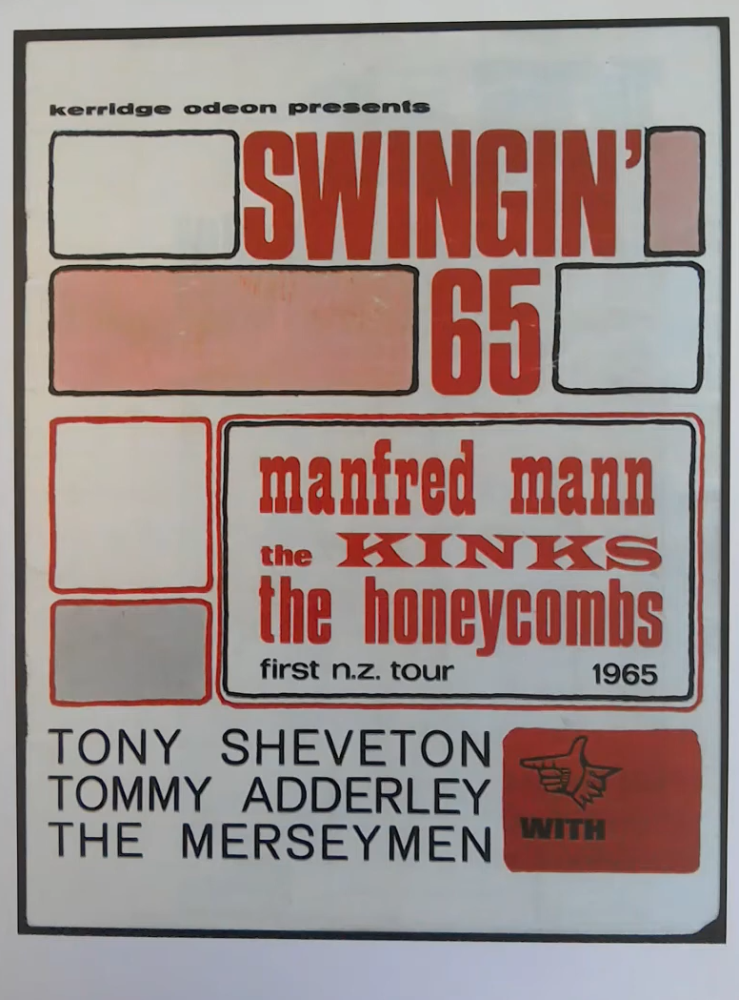 kerridge odeon presents
SWINGIN'
65
manfred mann
the KINKS
the honeycombs
first n.z. tour 1965
TONY SHEVETON
TOMMY ADDERLEY
THE MERSEYMEN
WITH